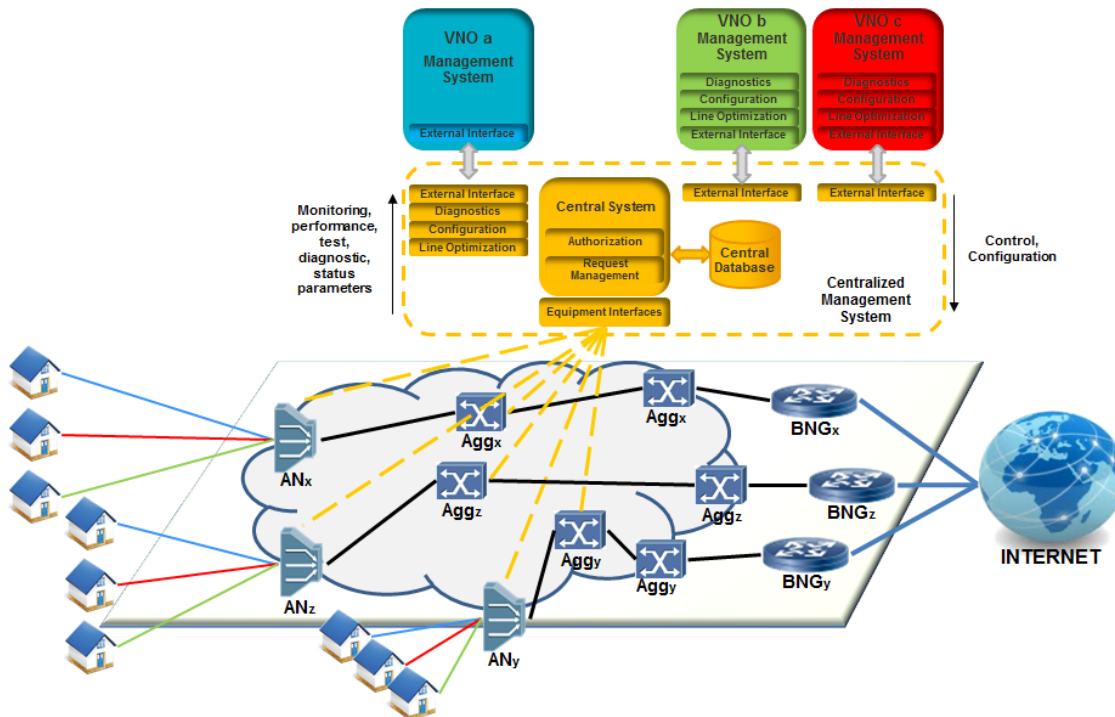 VNO a
Management
System
External Interface
VNO b
Management
System
Diagnostics
Configuration
Line Optimization
External Interface
VNO c
Management
System
Diagnostics
Configuration
Line Optimization
External Interface
External Interface
Diagnostics
Configuration
Line Optimization
Central System
Authorization
Request
Management
Equipment Interfaces
Central
Database
External Interface
External Interface
Centralized
Management
System
Monitoring,
performance,
test,
diagnostic,
status
parameters
Control,
Configuration
ANx
Aggx
Aggx
BNGx
ANz
Aggz
Aggz
BNGz
ANy
Aggy
Aggy
BNGy
INTERNET